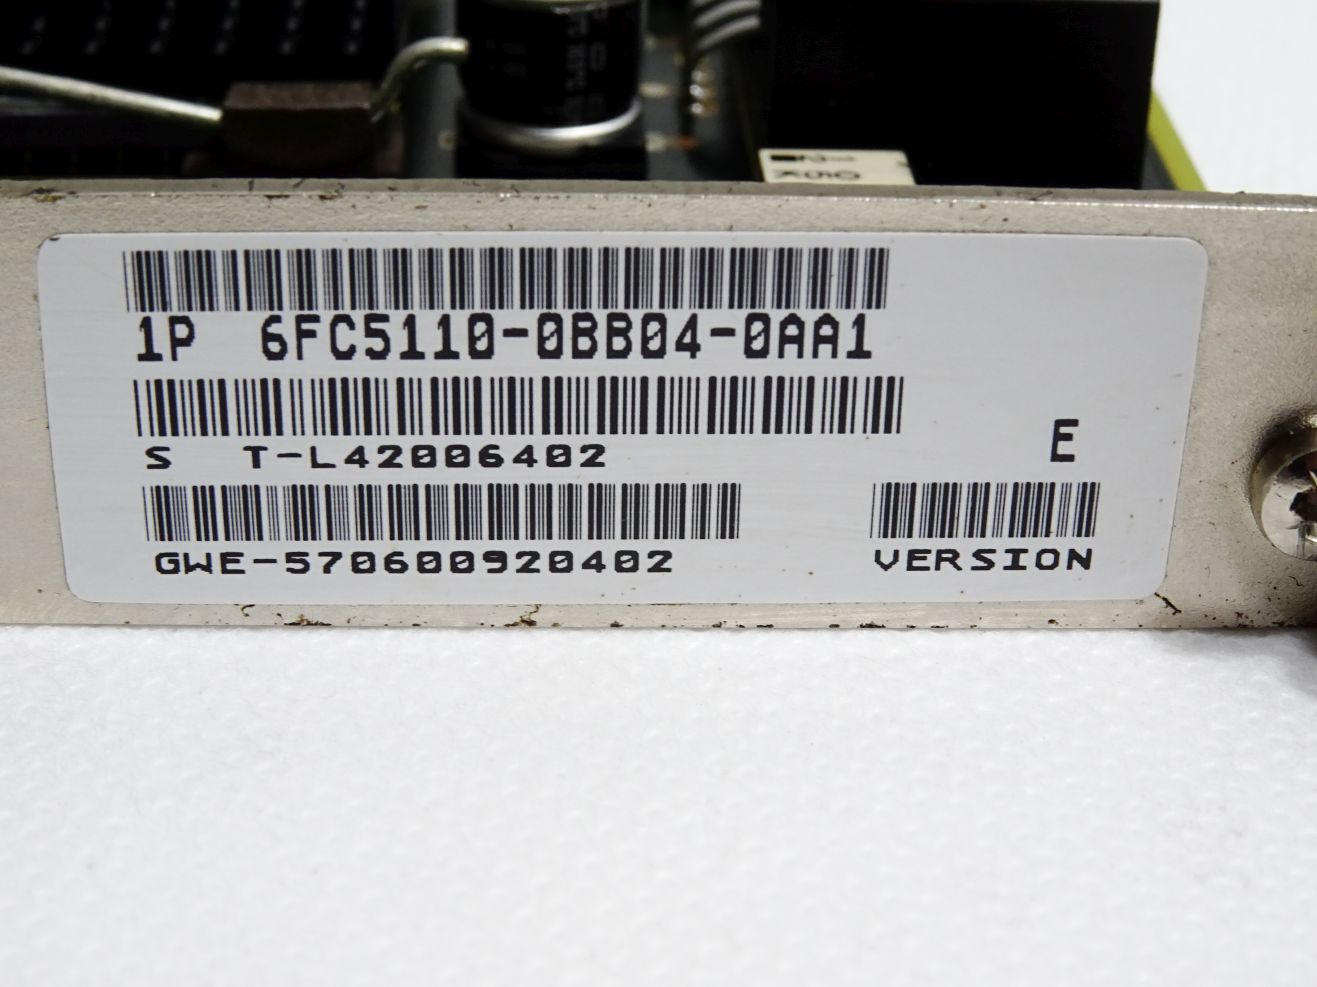 1P 6FC5110-0BB04-0AA1
S T-L42006402
E
GWE-570600920402
VERSION